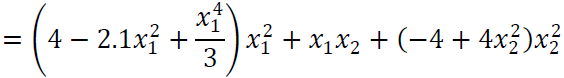 = (4 − 2.1x₁² + x₁⁴/3) x₁² + x₁x₂ + (−4 + 4x₂²)x₂²